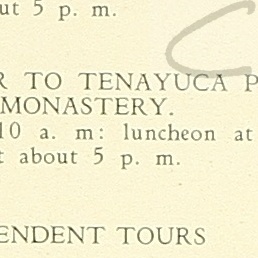 ut 5 p. m.
R TO TENAYUCA P
MONASTERY.
10 a. m: luncheon at
t about 5 p. m.
ENDENT TOURS